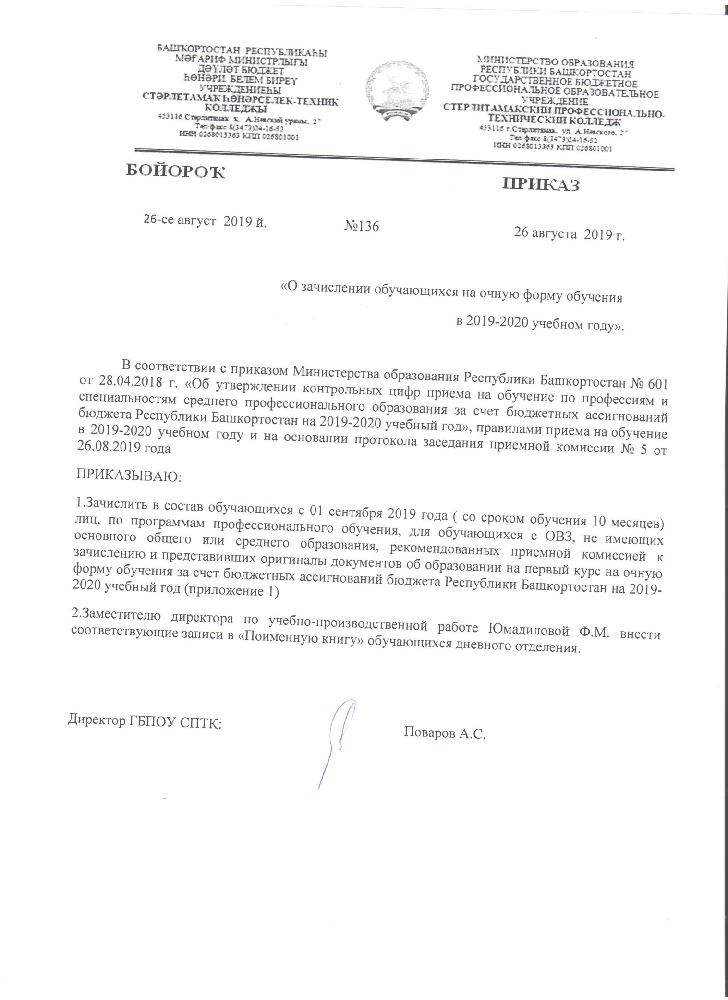 БАШҠОРТОСТАН РЕСПУБЛИКАҺЫ
МӘҒАРИФ МИНИСТРЛЫҒЫ
ДӘҮЛӘТ БЮДЖЕТ
ҺӨНӘРИ БЕЛЕМ БИРЕҮ
УЧРЕЖДЕНИЕҺЫ
СТӘРЛЕТАМАК ҺӨНӘРСЕЛЕК-ТЕХНИК
КОЛЛЕДЖЫ
453116 Стерлитамак х. А.Невский урамы, 27
Тел/факс 8(3473)24-16-52
ИНН 0268013363 КПП 026801001
МИНИСТЕРСТВО ОБРАЗОВАНИЯ
РЕСПУБЛИКИ БАШКОРТОСТАН
ГОСУДАРСТВЕННОЕ БЮДЖЕТНОЕ
ПРОФЕССИОНАЛЬНОЕ ОБРАЗОВАТЕЛЬНОЕ
УЧРЕЖДЕНИЕ
СТЕРЛИТАМАКСКИЙ ПРОФЕССИОНАЛЬНО-
ТЕХНИЧЕСКИЙ КОЛЛЕДЖ
453116 г.Стерлитамак, ул. А.Невского, 27
Тел/факс 8(3473)24-16-52
ИНН 0268013363 КПП 026801001
БОЙОРОҠ
ПРИКАЗ
26-се август 2019 й.
№136
26 августа 2019 г.
«О зачислении обучающихся на очную форму обучения
в 2019-2020 учебном году».
В соответствии с приказом Министерства образования Республики Башкортостан № 601
от 28.04.2018 г. «Об утверждении контрольных цифр приема на обучение по профессиям и
специальностям среднего профессионального образования за счет бюджетных ассигнований
бюджета Республики Башкортостан на 2019-2020 учебный год», правилами приема на обучение
в 2019-2020 учебном году и на основании протокола заседания приемной комиссии № 5 от
26.08.2019 года
ПРИКАЗЫВАЮ:
1.Зачислить в состав обучающихся с 01 сентября 2019 года ( со сроком обучения 10 месяцев)
лиц, по программам профессионального обучения, для обучающихся с ОВЗ, не имеющих
основного общего или среднего образования, рекомендованных приемной комиссией к
зачислению и представивших оригиналы документов об образовании на первый курс на очную
форму обучения за счет бюджетных ассигнований бюджета Республики Башкортостан на 2019-
2020 учебный год (приложение 1)
2.Заместителю директора по учебно-производственной работе Юмадиловой Ф.М. внести
соответствующие записи в «Поименную книгу» обучающихся дневного отделения.
Директор ГБПОУ СПТК:
Поваров А.С.